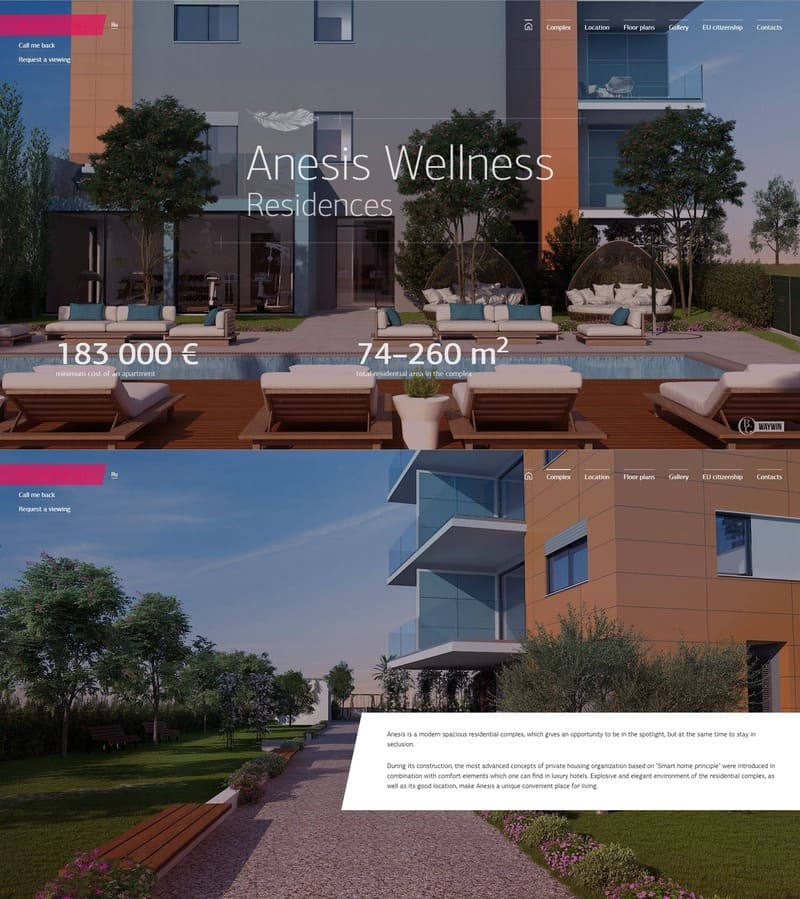 Ru
Complex Location Floor plans Gallery EU citizenship Contacts
Call me back
Request a viewing
Anesis Wellness
Residences
183 000 €
minimum cost of an apartment
74–260 m²
total residential area in the complex
WAYWIN
Ru
Complex Location Floor plans Gallery EU citizenship Contacts
Call me back
Request a viewing
Anesis is a modern spacious residential complex, which gives an opportunity to be in the spotlight, but at the same time to stay in
seclusion.
During its construction, the most advanced concepts of private housing organization based on "Smart home principle" were introduced in
combination with comfort elements which one can find in luxury hotels. Explosive and elegant environment of the residential complex, as
well as its good location, make Anesis a unique convenient place for living.